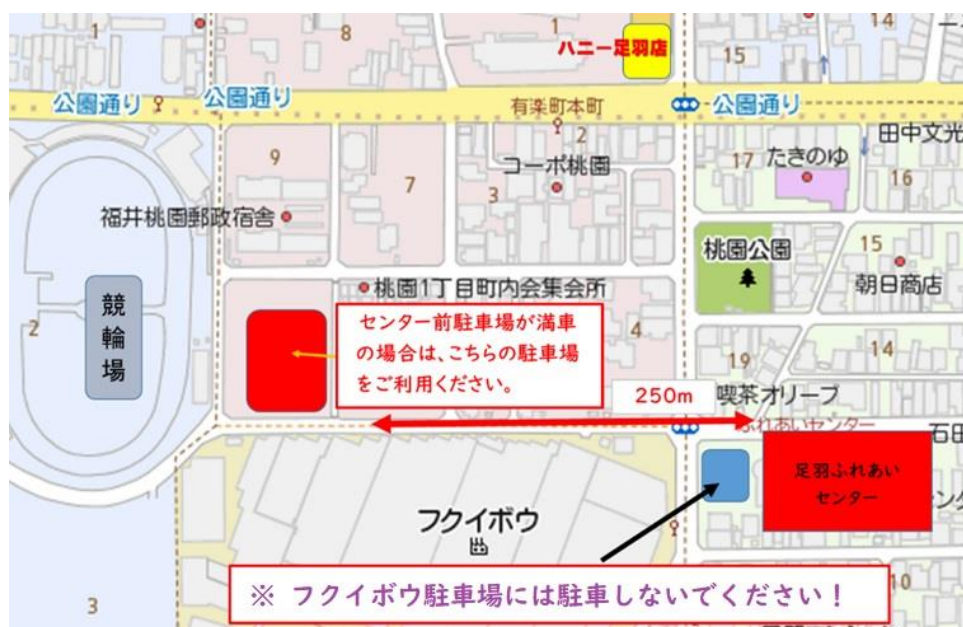 1
8
1
ハニー足羽店
15
14
公園通り
公園通り
有楽町本町
公園通り
田中文光
9
7
2
コーポ桃園
3
17
たきのゆ
16
福井桃園郵政宿舎
桃園公園
15
朝日商店
競輪場
2
桃園1丁目町内会集会所
センター前駐車場が満車
の場合は、こちらの駐車場
をご利用ください。
4
19
14
250m
喫茶オリーブ
ふれあいセンター
石田
足羽ふれあい
センター
フクイボウ
※ フクイボウ駐車場には駐車しないでください!
10
3